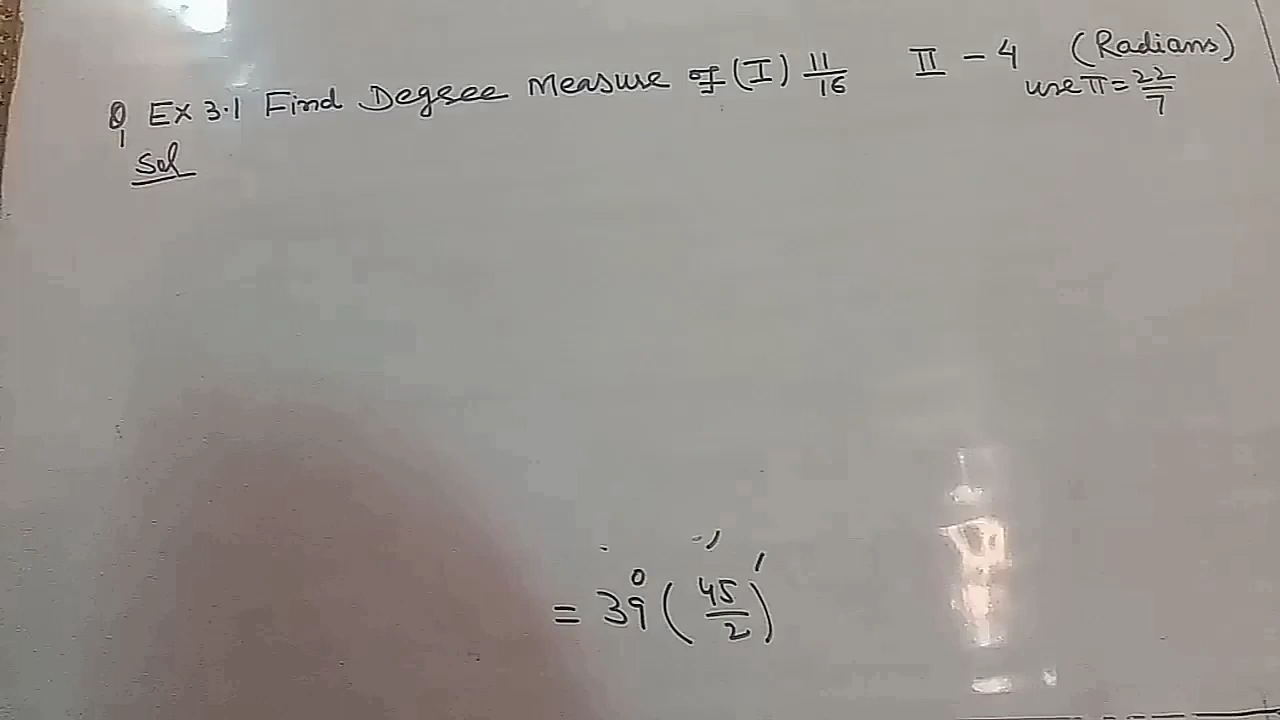 Q Ex 3.1 Find Degree Measure of (I) 11/16 II - 4 (Radians)
1 use π = 22/7
Sol
= 39° (45/2)'